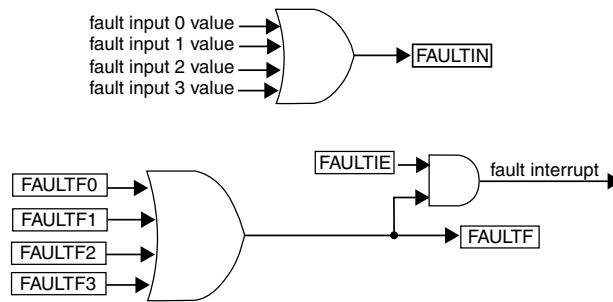 fault input 0 value
fault input 1 value
fault input 2 value
fault input 3 value
FAULTIN
FAULTIE
fault interrupt
FAULTF0
FAULTF1
FAULTF2
FAULTF3
FAULTF